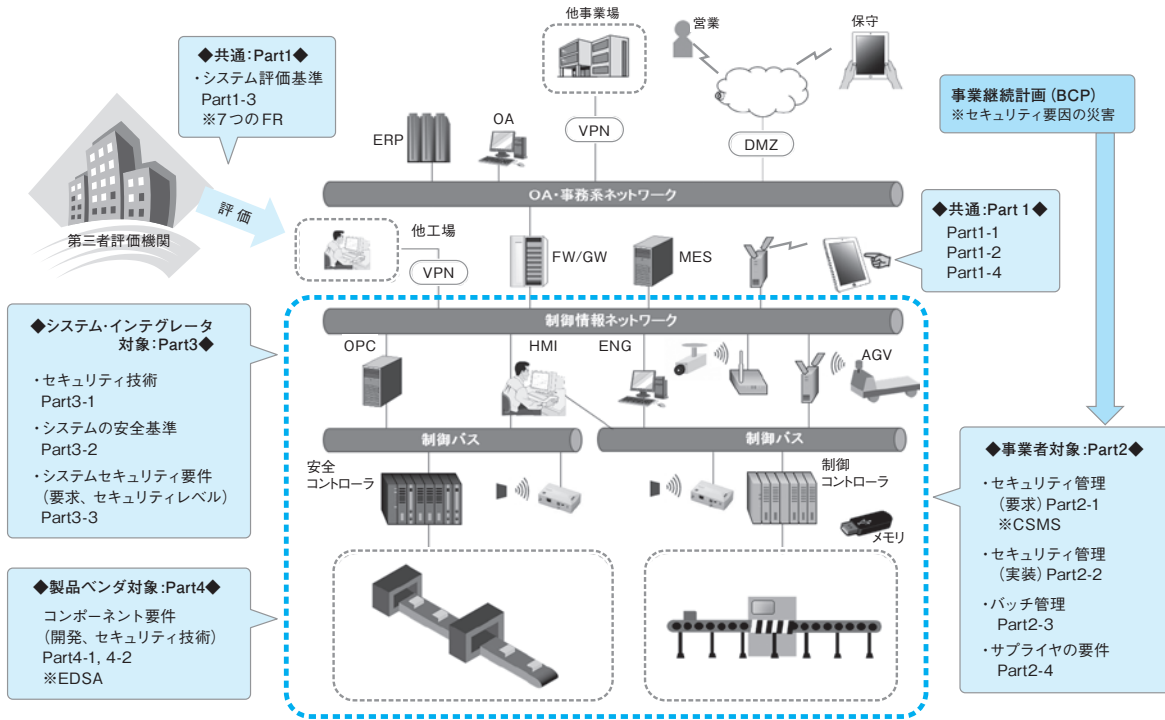 ◆共通:Part1◆
・システム評価基準
Part1-3
※7つのFR
他事業場
営業
保守
事業継続計画(BCP)
※セキュリティ要因の災害
ERP
OA
VPN
DMZ
OA・事務系ネットワーク
評価
第三者評価機関
他工場
VPN
FW/GW
MES
◆共通:Part 1◆
Part1-1
Part1-2
Part1-4
制御情報ネットワーク
◆システム・インテグレータ
対象:Part3◆
・セキュリティ技術
Part3-1
・システムの安全基準
Part3-2
・システムセキュリティ要件
(要求、セキュリティレベル)
Part3-3
OPC
HMI
ENG
AGV
制御バス
制御バス
安全
コントローラ
制御
コントローラ
メモリ
◆事業者対象:Part2◆
・セキュリティ管理
(要求)Part2-1
※CSMS
・セキュリティ管理
(実装)Part2-2
・バッチ管理
Part2-3
・サプライヤの要件
Part2-4
◆製品ベンダ対象:Part4◆
コンポーネント要件
(開発、セキュリティ技術)
Part4-1, 4-2
※EDSA